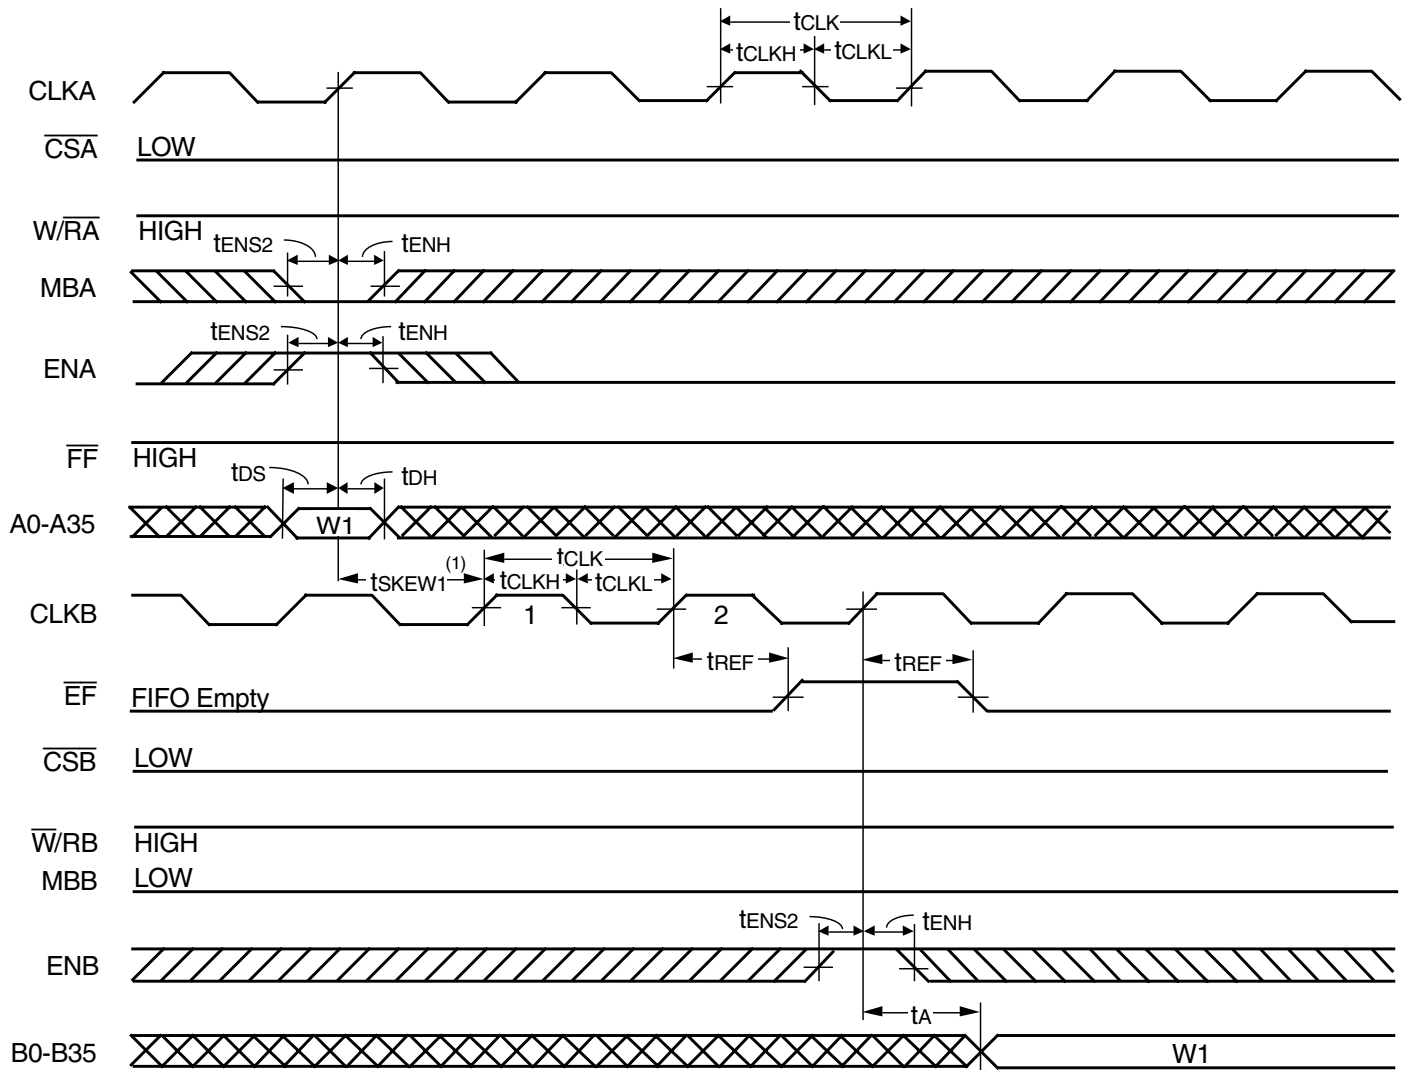 tCLK
tCLKH tCLKL
CLKA
CSA LOW
W/RA HIGH
tENS2 tENH
MBA
tENS2 tENH
ENA
FF HIGH
tDS tDH
A0-A35 W1
tSKEW1 (1) tCLK
tCLKH tCLKL
CLKB 1 2
tREF tREF
EF FIFO Empty
CSB LOW
W/RB HIGH
MBB LOW
tENS2 tENH
ENB
tA
B0-B35 W1